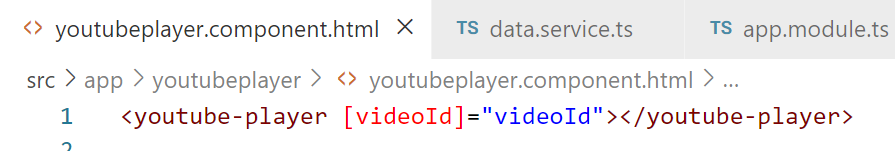 <> youtubeplayer.component.html × TS data.service.ts TS app.module.ts
src > app > youtubeplayer > <> youtubeplayer.component.html > ...
1 <youtube-player [videoId]="videoId"></youtube-player>
2